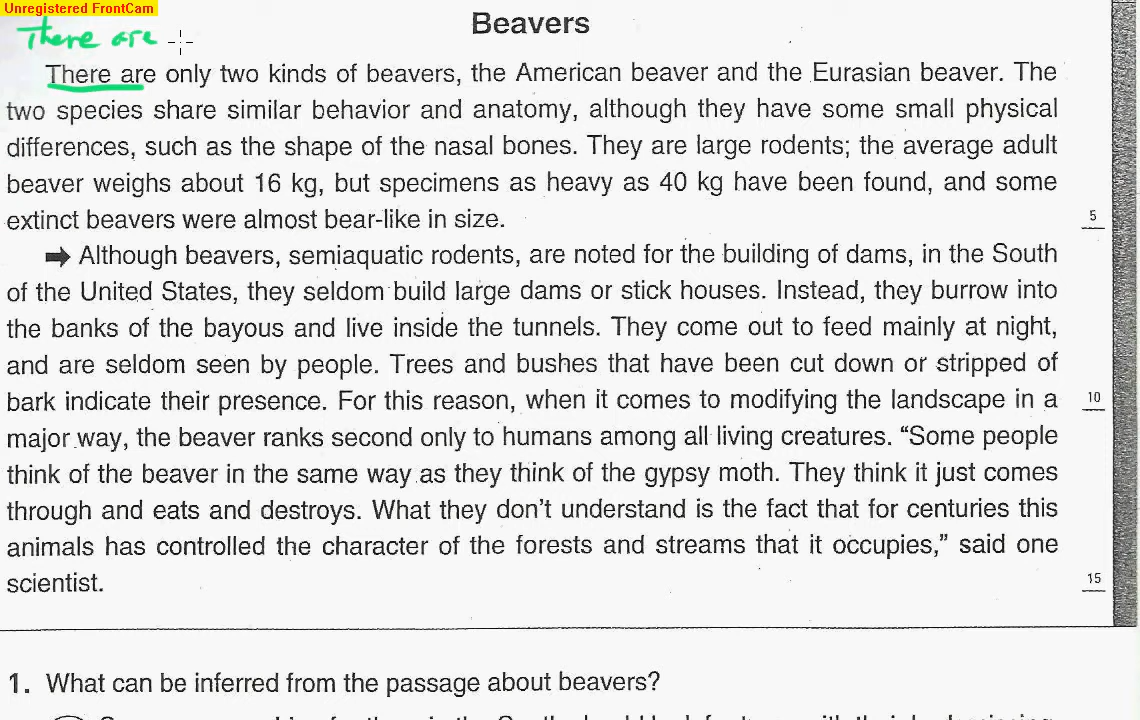 Unregistered FrontCam
There are
Beavers
There are only two kinds of beavers, the American beaver and the Eurasian beaver. The
two species share similar behavior and anatomy, although they have some small physical
differences, such as the shape of the nasal bones. They are large rodents; the average adult
beaver weighs about 16 kg, but specimens as heavy as 40 kg have been found, and some
extinct beavers were almost bear-like in size.
5
➡ Although beavers, semiaquatic rodents, are noted for the building of dams, in the South
of the United States, they seldom build large dams or stick houses. Instead, they burrow into
the banks of the bayous and live inside the tunnels. They come out to feed mainly at night,
and are seldom seen by people. Trees and bushes that have been cut down or stripped of
bark indicate their presence. For this reason, when it comes to modifying the landscape in a
10
major way, the beaver ranks second only to humans among all living creatures. “Some people
think of the beaver in the same way as they think of the gypsy moth. They think it just comes
through and eats and destroys. What they don’t understand is the fact that for centuries this
animals has controlled the character of the forests and streams that it occupies,” said one
scientist.
15
1. What can be inferred from the passage about beavers?